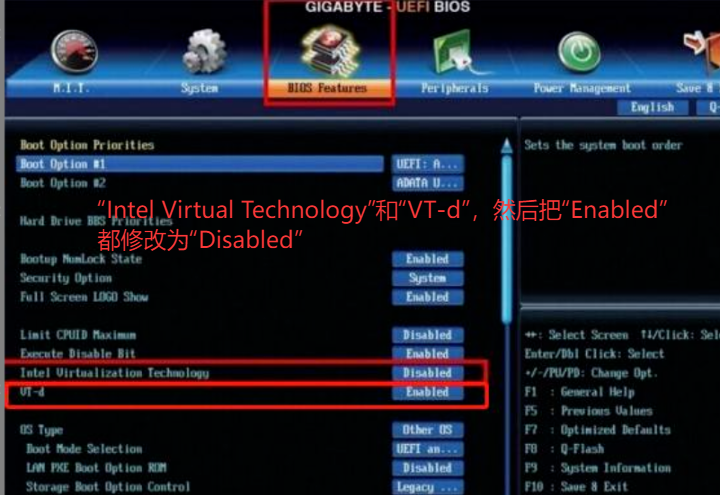 GIGABYTE - UEFI BIOS
M.I.T.
System
BIOS Features
Peripherals
Power Management
Save &
English
Q-
Boot Option Priorities
Boot Option #1 UEFI: A...
Boot Option #2 ADATA U...
Hard Drive BBS Priorities
“Intel Virtual Technology”和“VT-d”，然后把“Enabled”
都修改为“Disabled”
Bootup NumLock State Enabled
Security Option System
Full Screen LOGO Show Enabled
Limit CPUID Maximum Disabled
Execute Disable Bit Enabled
Intel Virtualization Technology Disabled
VT-d Enabled
OS Type Other OS
Boot Mode Selection UEFI an...
LAN PXE Boot Option ROM Disabled
Storage Boot Option Control Legacy ...
Sets the system boot order
↔: Select Screen ↑↓/Click: Sel
Enter/Dbl Click: Select
+/-/PU/PD: Change Opt.
F1 : General Help
F5 : Previous Values
F7 : Optimized Defaults
F8 : Q-Flash
F9 : System Information
F10 : Save & Exit